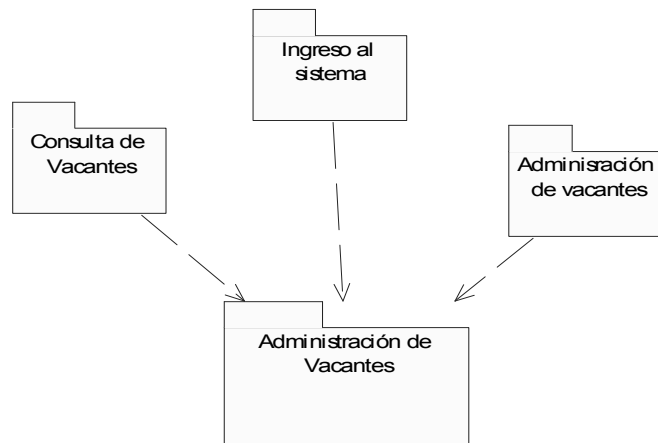 Ingreso al
sistema
Consulta de
Vacantes
Adminisración
de vacantes
Administración de
Vacantes